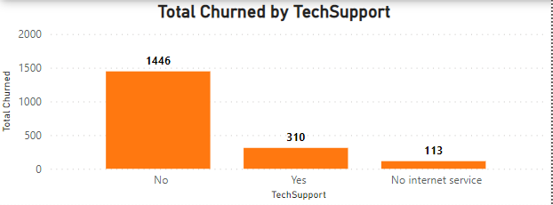 Total Churned by TechSupport
2000
1500
1000
500
0
Total Churned
1446
310
113
No
Yes
No internet service
TechSupport